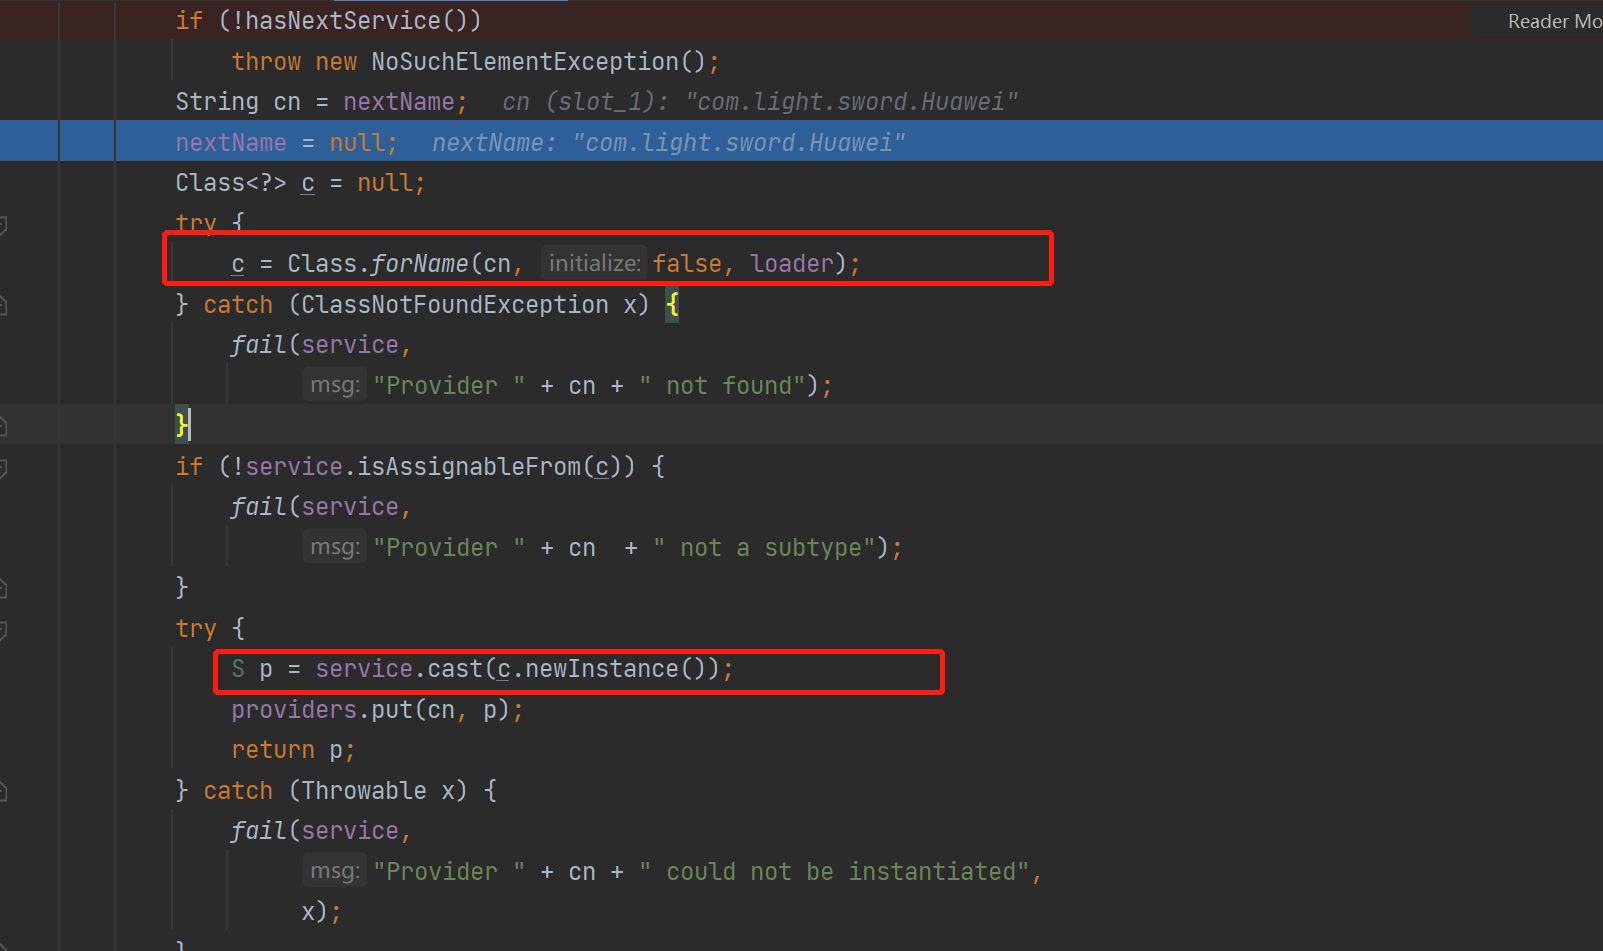 if (!hasNextService())
Reader Mo
throw new NoSuchElementException();
String cn = nextName; cn (slot_1): "com.light.sword.Huawei"
nextName = null; nextName: "com.light.sword.Huawei"
Class<?> c = null;
try {
c = Class.forName(cn, initialize: false, loader);
} catch (ClassNotFoundException x) {
fail(service,
msg: "Provider " + cn + " not found");
}
if (!service.isAssignableFrom(c)) {
fail(service,
msg: "Provider " + cn  + " not a subtype");
}
try {
S p = service.cast(c.newInstance());
providers.put(cn, p);
return p;
} catch (Throwable x) {
fail(service,
msg: "Provider " + cn + " could not be instantiated",
x);
}